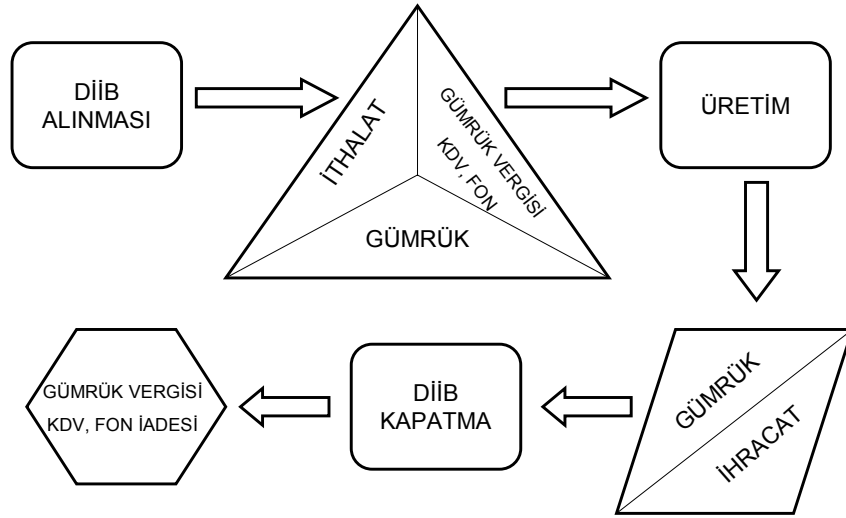 DİİB
ALINMASI
İTHALAT
GÜMRÜK VERGİSİ
KDV, FON
GÜMRÜK
ÜRETİM
GÜMRÜK
İHRACAT
DİİB
KAPATMA
GÜMRÜK VERGİSİ
KDV, FON İADESİ